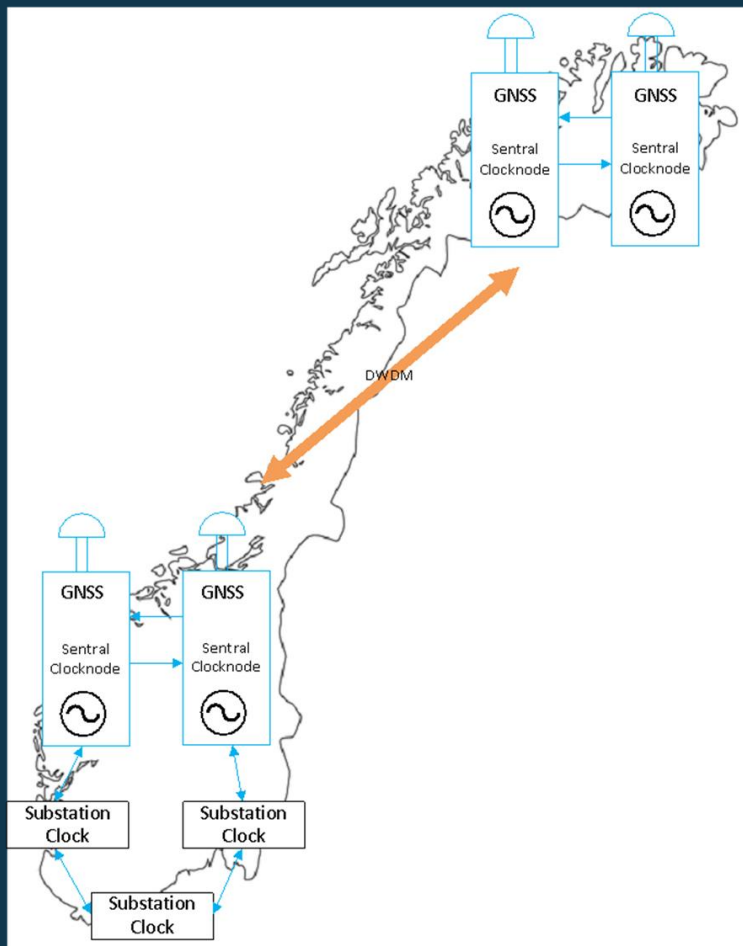 GNSS
Sentral
Clocknode
GNSS
Sentral
Clocknode
DWDM
GNSS
Sentral
Clocknode
GNSS
Sentral
Clocknode
Substation
Clock
Substation
Clock
Substation
Clock